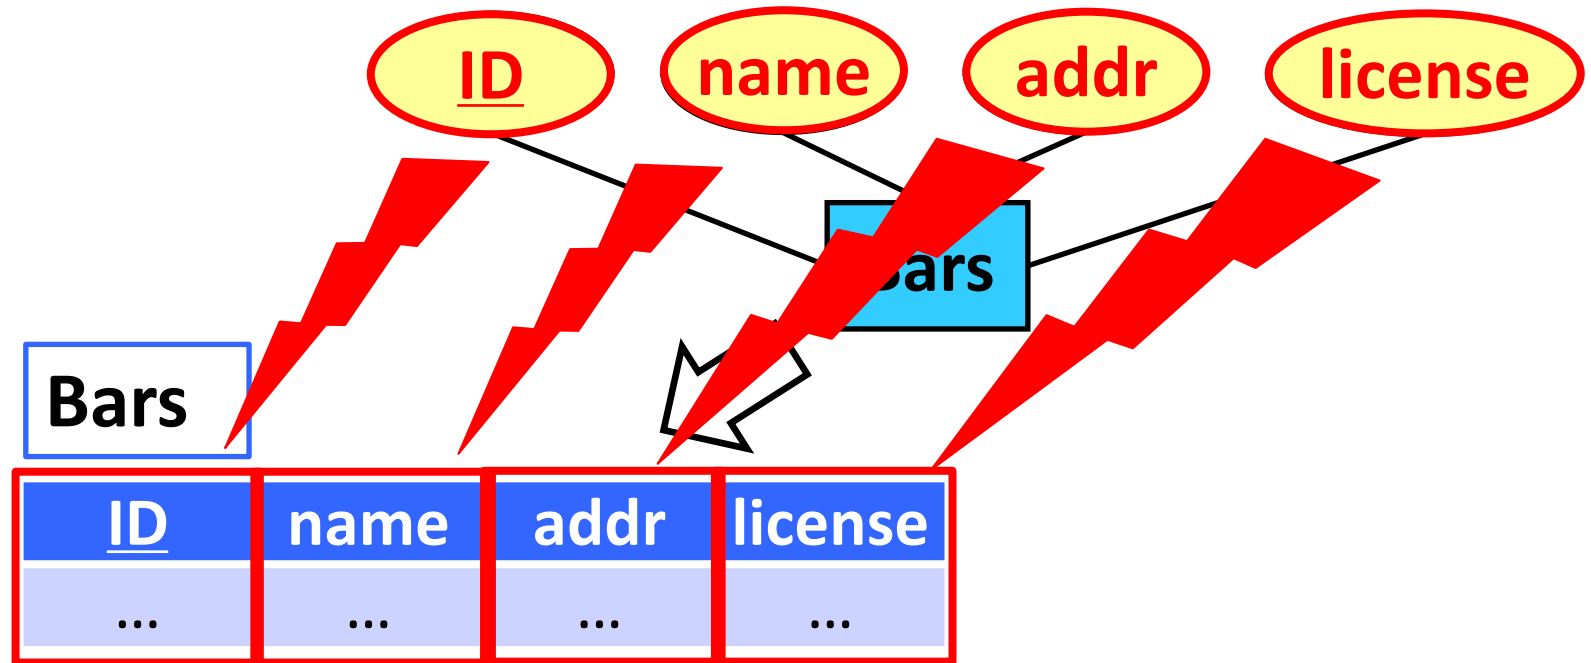 ID name addr license
Bars
Bars
ID name addr license
... ... ... ...